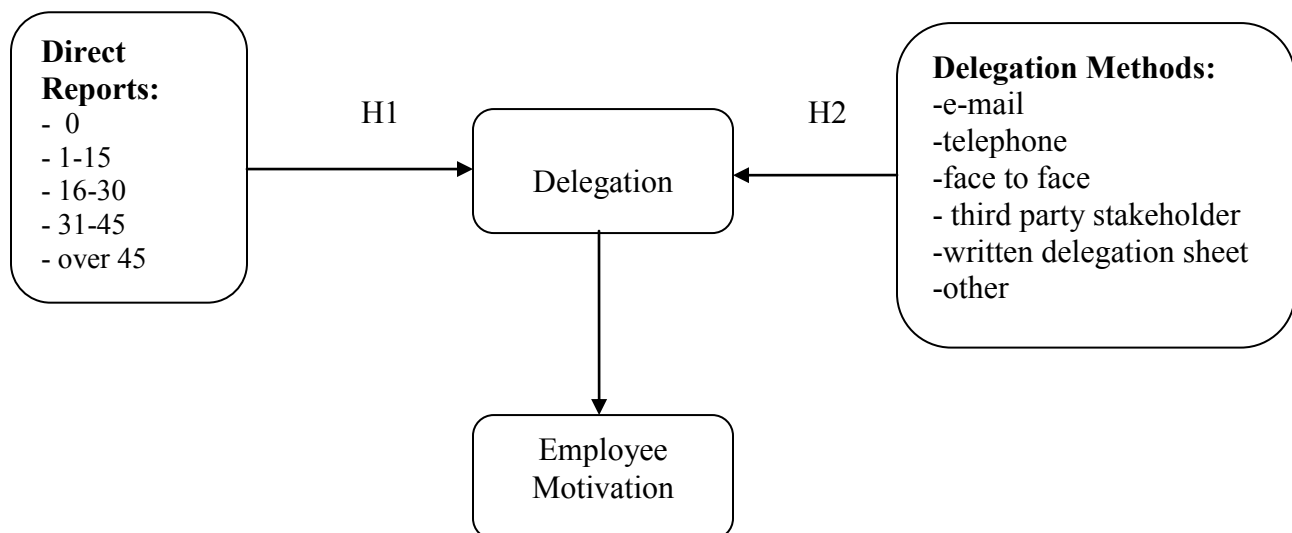 Direct
Reports:
- 0
- 1-15
- 16-30
- 31-45
- over 45
H1
Delegation
H2
Delegation Methods:
-e-mail
-telephone
-face to face
- third party stakeholder
-written delegation sheet
-other
Employee
Motivation